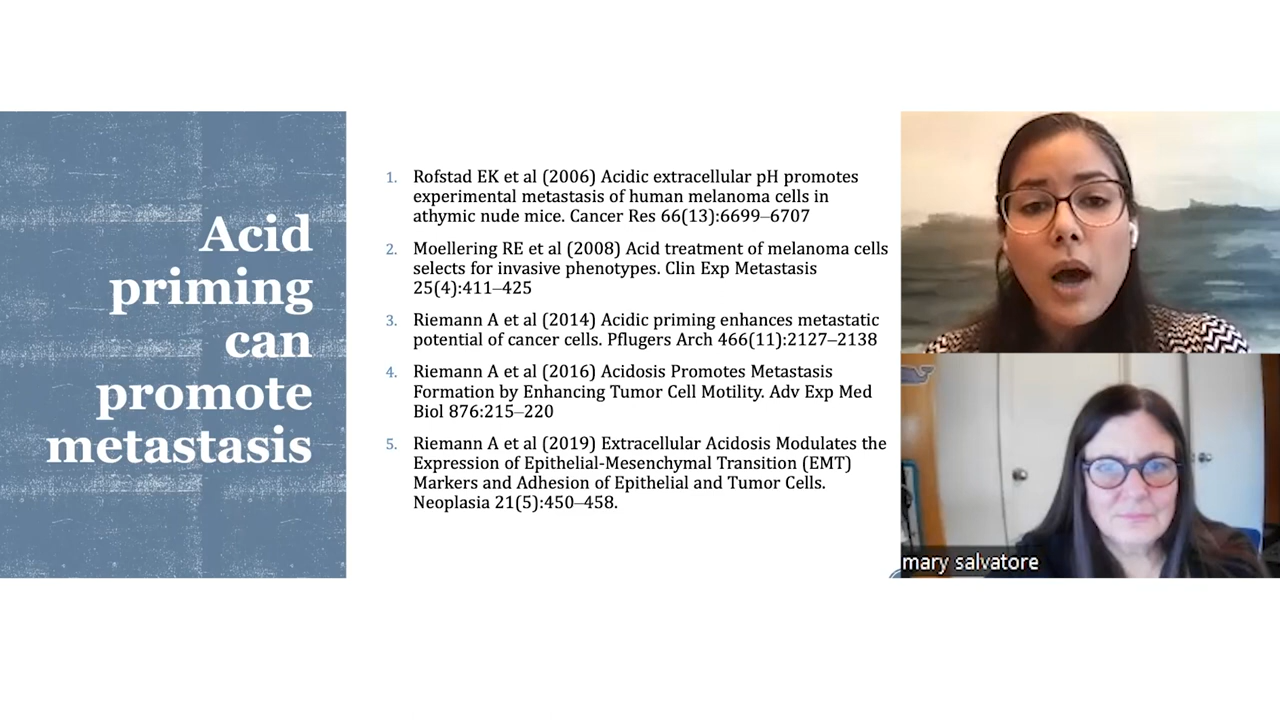 Acid
priming
can
promote
metastasis
1. Rofstad EK et al (2006) Acidic extracellular pH promotes
experimental metastasis of human melanoma cells in
athymic nude mice. Cancer Res 66(13):6699–6707
2. Moellering RE et al (2008) Acid treatment of melanoma cells
selects for invasive phenotypes. Clin Exp Metastasis
25(4):411–425
3. Riemann A et al (2014) Acidic priming enhances metastatic
potential of cancer cells. Pflugers Arch 466(11):2127–2138
4. Riemann A et al (2016) Acidosis Promotes Metastasis
Formation by Enhancing Tumor Cell Motility. Adv Exp Med
Biol 876:215–220
5. Riemann A et al (2019) Extracellular Acidosis Modulates the
Expression of Epithelial-Mesenchymal Transition (EMT)
Markers and Adhesion of Epithelial and Tumor Cells.
Neoplasia 21(5):450–458.
mary salvatore